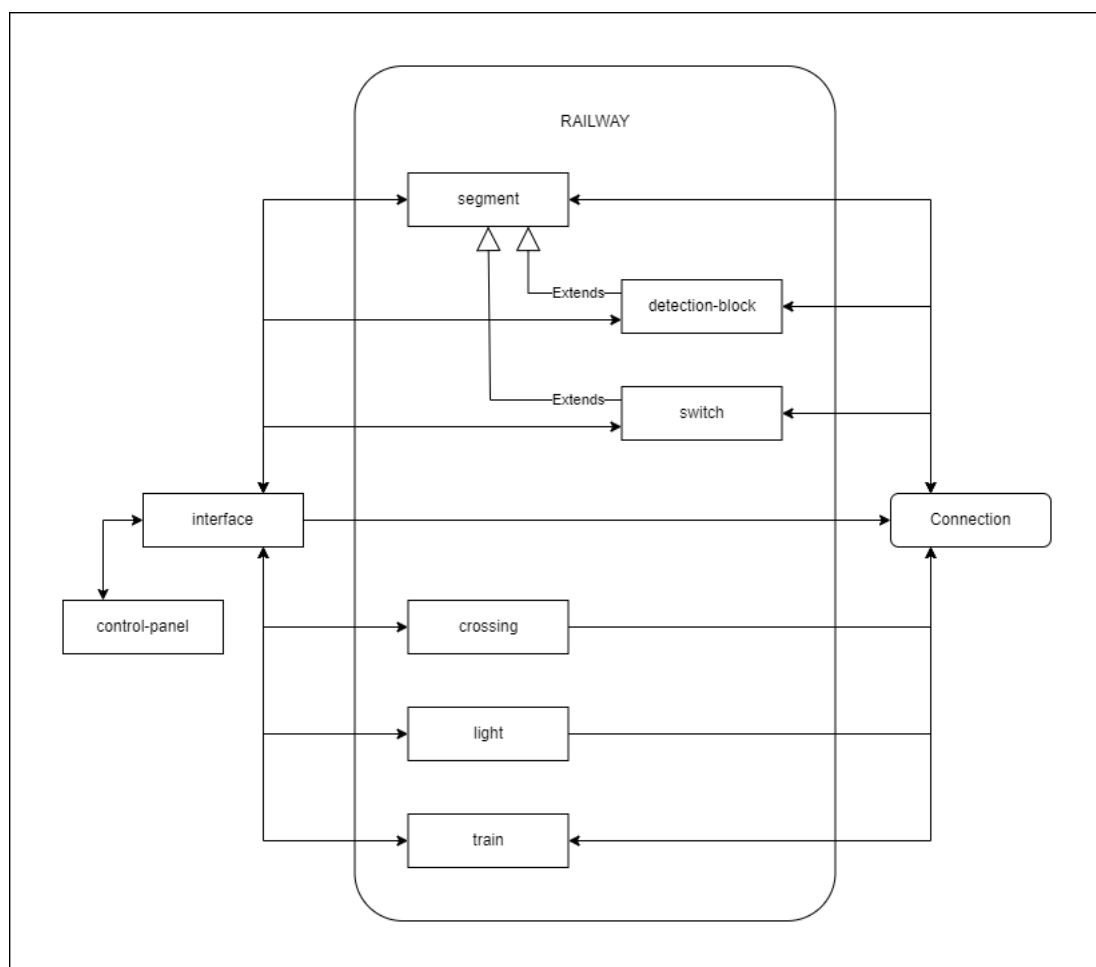 RAILWAY
segment
Extends
detection-block
Extends
switch
interface
Connection
control-panel
crossing
light
train